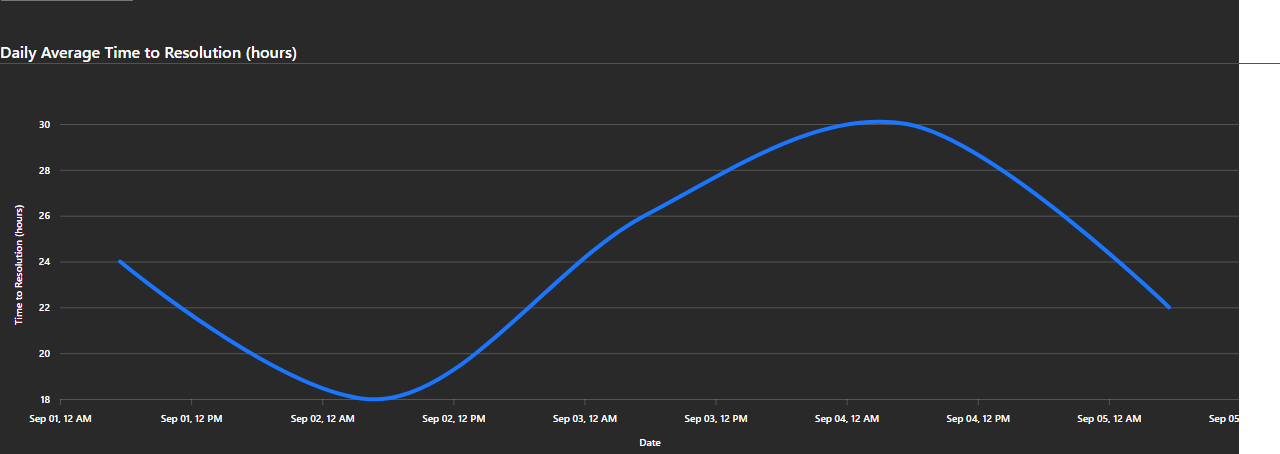 Daily Average Time to Resolution (hours)
30
28
26
24
22
20
18
Time to Resolution (hours)
Sep 01, 12 AM Sep 01, 12 PM Sep 02, 12 AM Sep 02, 12 PM Sep 03, 12 AM Sep 03, 12 PM Sep 04, 12 AM Sep 04, 12 PM Sep 05, 12 AM Sep 05
Date